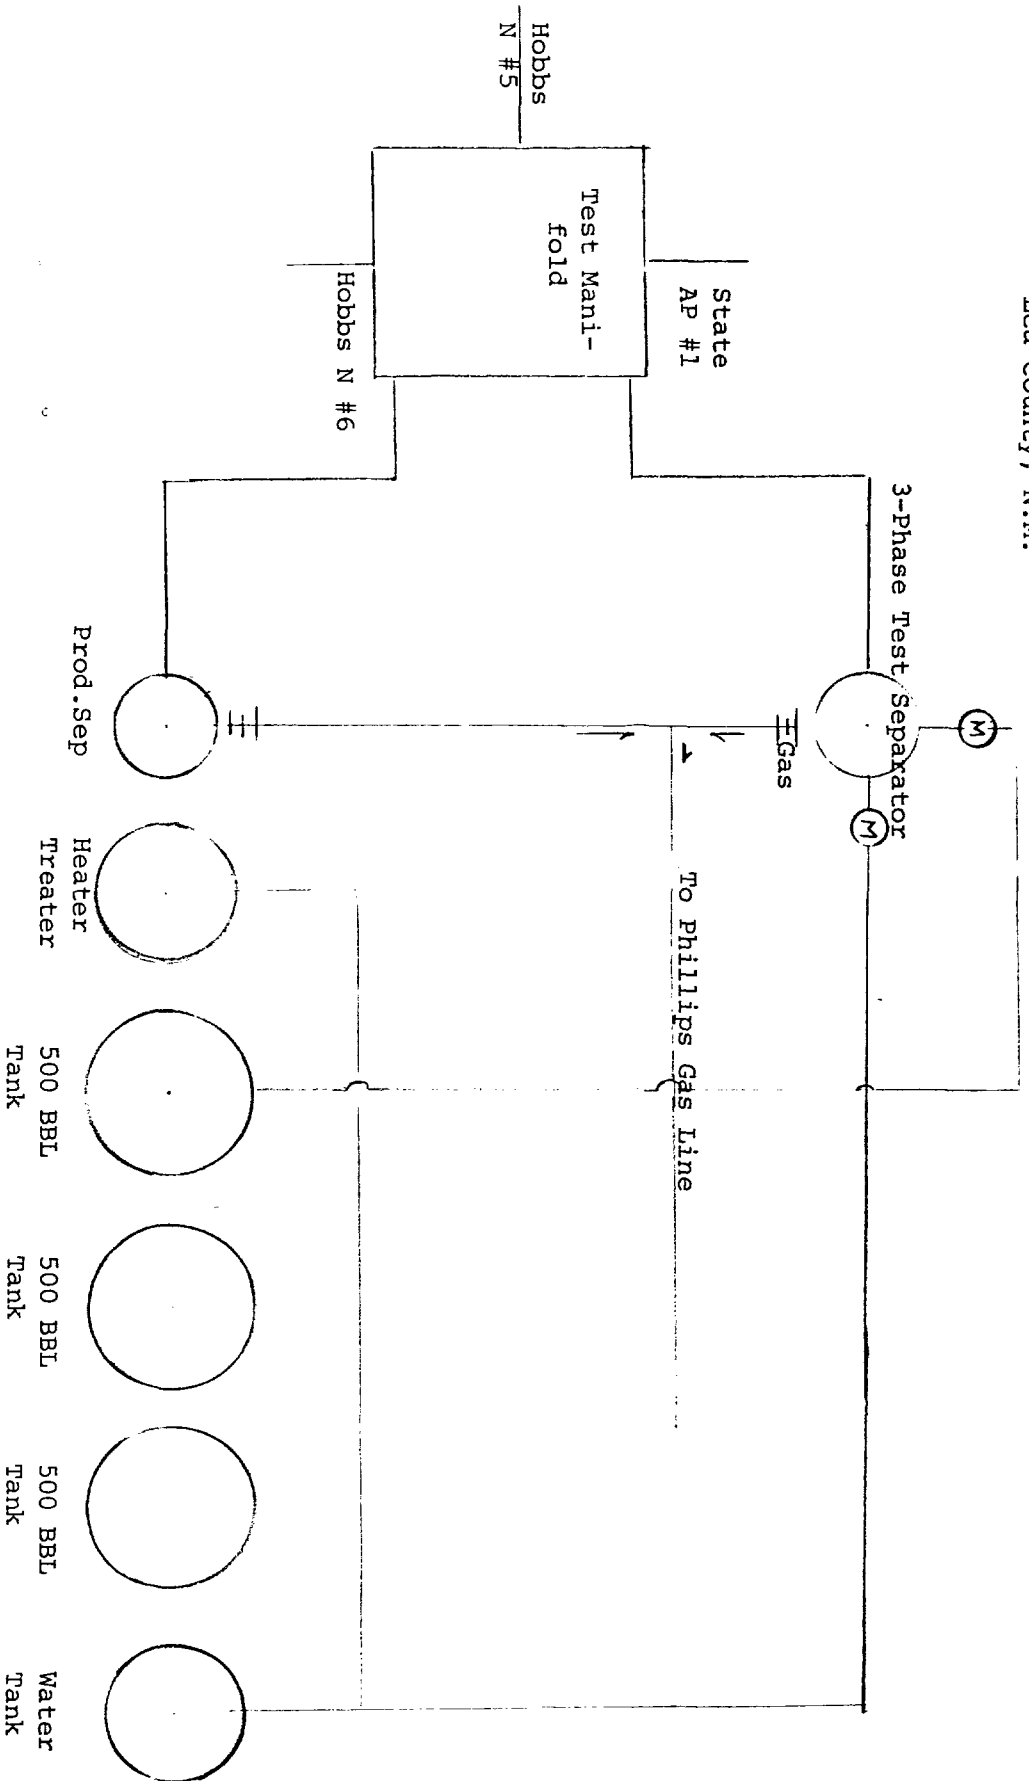 County, N.M.
Hobbs
N #5
Test Mani-
fold
State
AP #1
Hobbs N #6
3-Phase Test Separator
M
M
Gas
To Phillips Gas Line
Prod.Sep
Heater
Treater
500 BBL
Tank
500 BBL
Tank
500 BBL
Tank
Water
Tank